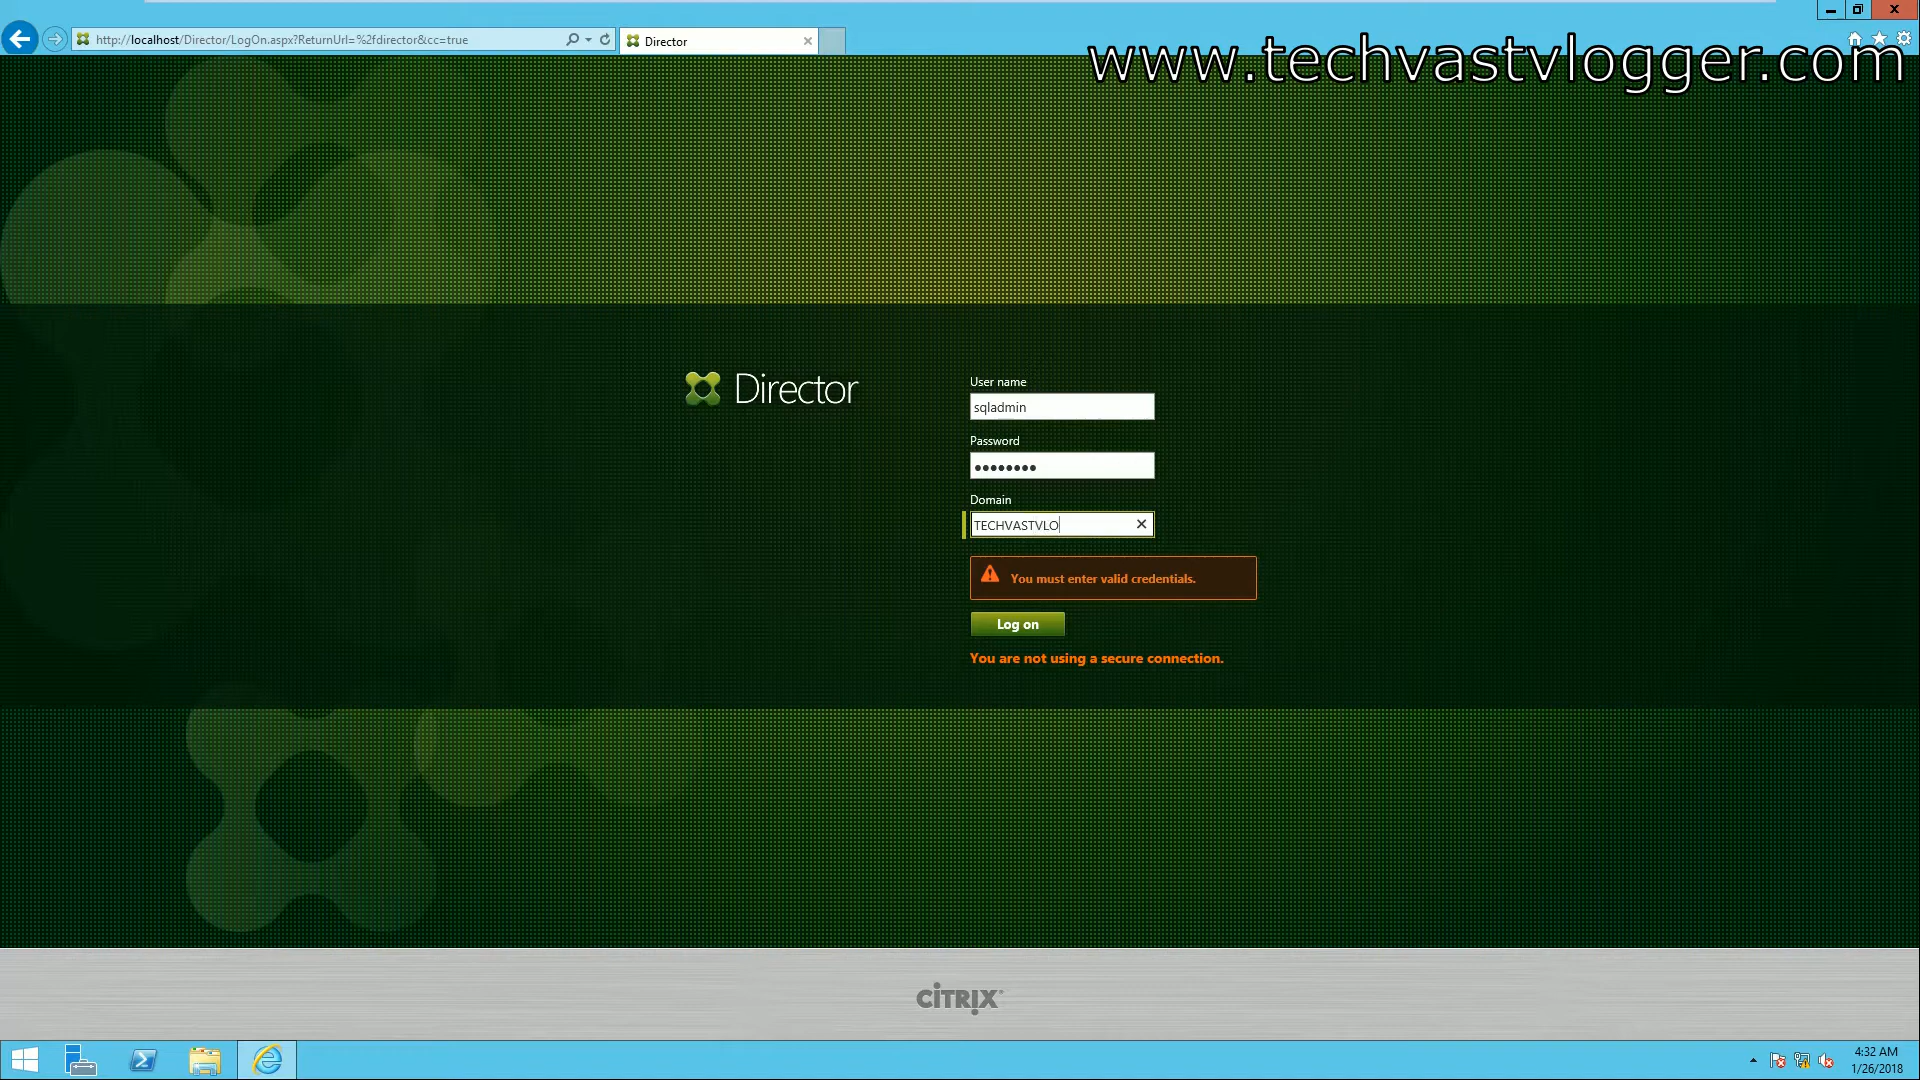 http://localhost/Director/LogOn.aspx?ReturnUrl=%2fdirector&cc=true
Director
www.techvastvlogger.com
Director
User name
sqladmin
Password
Domain
TECHVASTVLO
You must enter valid credentials.
Log on
You are not using a secure connection.
CITRIX
4:32 AM
1/26/2018